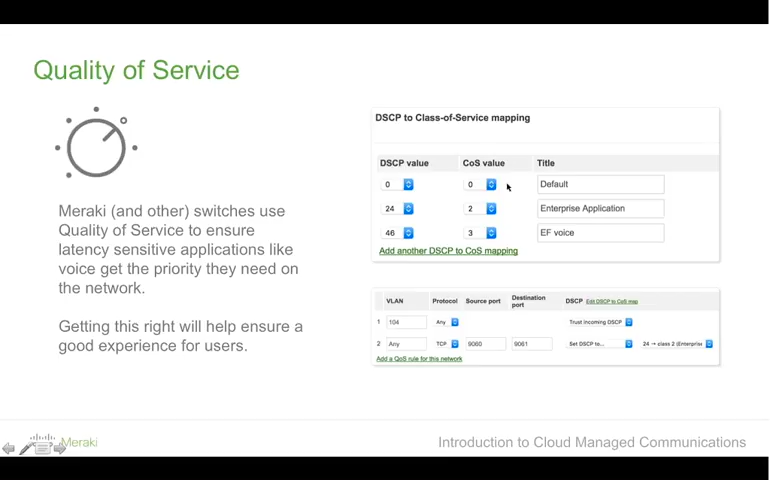 Quality of Service
Meraki (and other) switches use
Quality of Service to ensure
latency sensitive applications like
voice get the priority they need on
the network.
Getting this right will help ensure a
good experience for users.
DSCP to Class-of-Service mapping
DSCP value CoS value Title
0 0 Default
24 2 Enterprise Application
46 3 EF voice
Add another DSCP to CoS mapping
VLAN Protocol Source port Destination port DSCP Edit DSCP to CoS map
1 104 Any Trust incoming DSCP
2 Any TCP 9060 9061 Set DSCP to... 24 → class 2 (Enterprise
Add a QoS rule for this network
Meraki
Introduction to Cloud Managed Communications